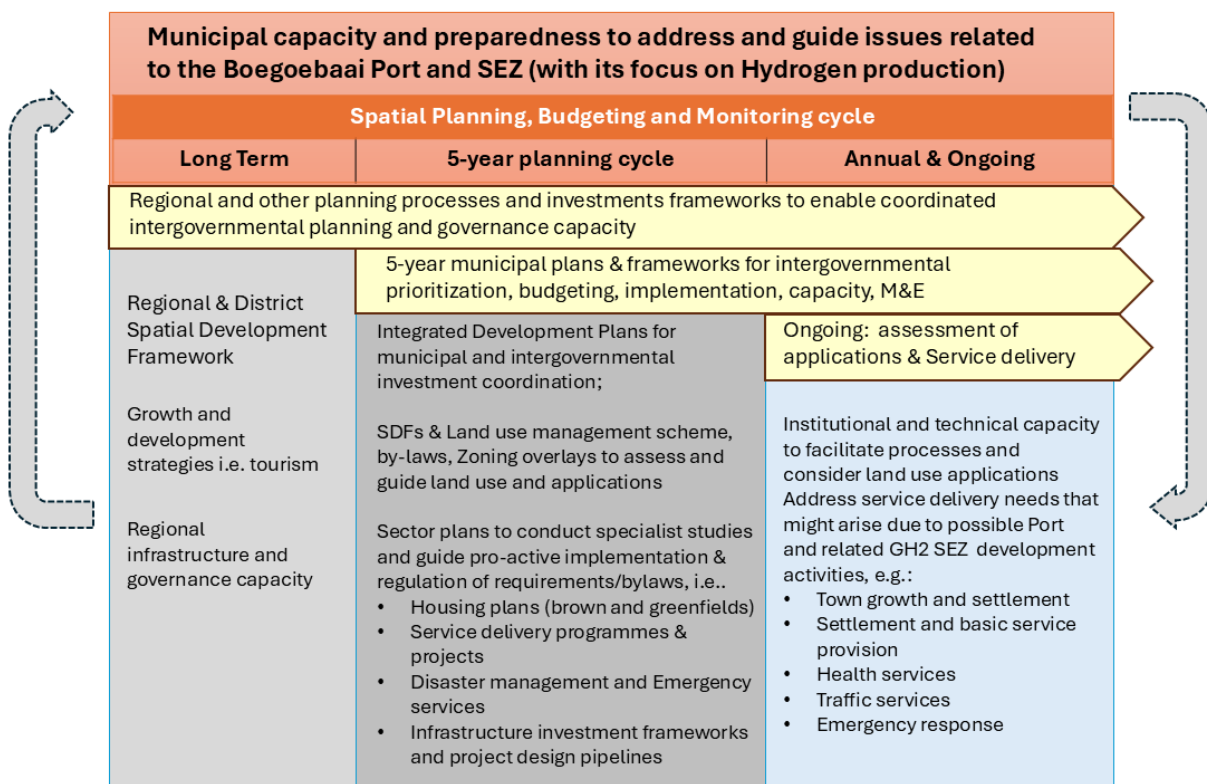 Municipal capacity and preparedness to address and guide issues related
to the Boegoebaai Port and SEZ (with its focus on Hydrogen production)
Spatial Planning, Budgeting and Monitoring cycle
Long Term
5-year planning cycle
Annual & Ongoing
Regional and other planning processes and investments frameworks to enable coordinated
intergovernmental planning and governance capacity
5-year municipal plans & frameworks for intergovernmental
prioritization, budgeting, implementation, capacity, M&E
Ongoing: assessment of
applications & Service delivery
Regional & District
Spatial Development
Framework
Growth and
development
strategies i.e. tourism
Regional
infrastructure and
governance capacity
Integrated Development Plans for
municipal and intergovernmental
investment coordination;
SDFs & Land use management scheme,
by-laws, Zoning overlays to assess and
guide land use and applications
Sector plans to conduct specialist studies
and guide pro-active implementation &
regulation of requirements/bylaws, i.e..
• Housing plans (brown and greenfields)
• Service delivery programmes &
projects
• Disaster management and Emergency
services
• Infrastructure investment frameworks
and project design pipelines
Institutional and technical capacity
to facilitate processes and
consider land use applications
Address service delivery needs that
might arise due to possible Port
and related GH2 SEZ development
activities, e.g.:
• Town growth and settlement
• Settlement and basic service
provision
• Health services
• Traffic services
• Emergency response